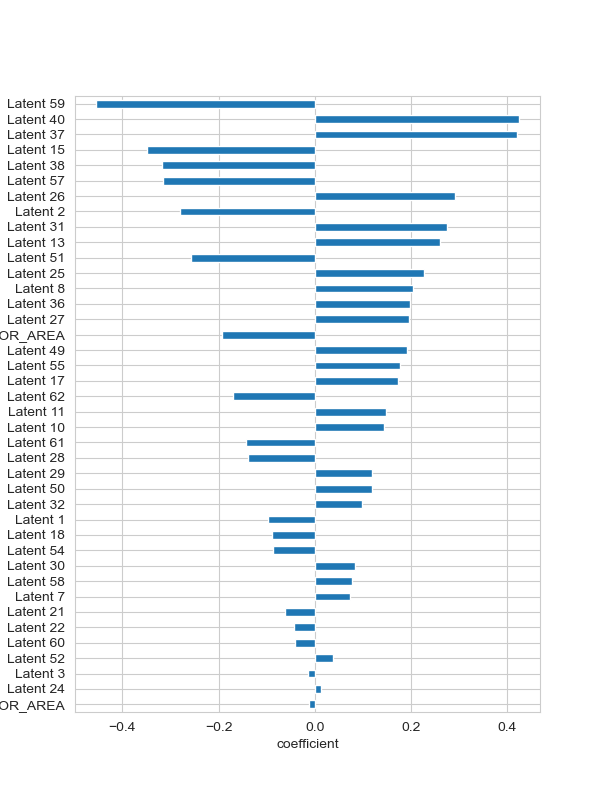 Latent 59
Latent 40
Latent 37
Latent 15
Latent 38
Latent 57
Latent 26
Latent 2
Latent 31
Latent 13
Latent 51
Latent 25
Latent 8
Latent 36
Latent 27
OR_AREA
Latent 49
Latent 55
Latent 17
Latent 62
Latent 11
Latent 10
Latent 61
Latent 28
Latent 29
Latent 50
Latent 32
Latent 1
Latent 18
Latent 54
Latent 30
Latent 58
Latent 7
Latent 21
Latent 22
Latent 60
Latent 52
Latent 3
Latent 24
OR_AREA
−0.4 −0.2 0.0 0.2 0.4
coefficient